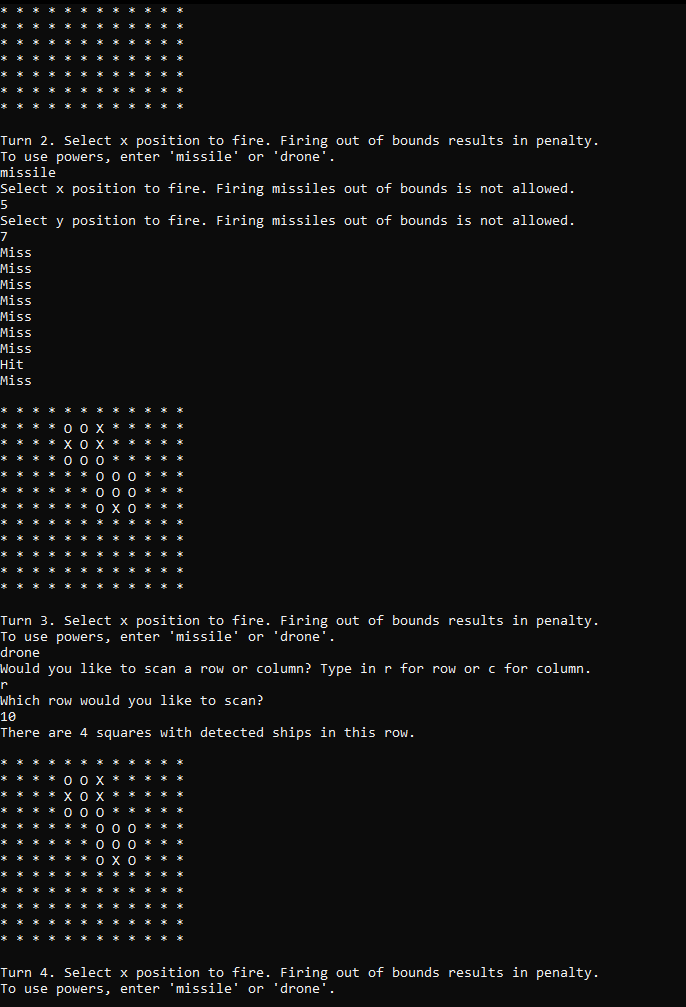 * * * * * * * * * * * *
* * * * * * * * * * * *
* * * * * * * * * * * *
* * * * * * * * * * * *
* * * * * * * * * * * *
* * * * * * * * * * * *
* * * * * * * * * * * *
Turn 2. Select x position to fire. Firing out of bounds results in penalty.
To use powers, enter 'missile' or 'drone'.
missile
Select x position to fire. Firing missiles out of bounds is not allowed.
5
Select y position to fire. Firing missiles out of bounds is not allowed.
7
Miss
Miss
Miss
Miss
Miss
Miss
Miss
Hit
Miss
* * * * * * * * * * * *
* * * * O O X * * * * *
* * * * X O X * * * * *
* * * * O O O * * * * *
* * * * * * O O O * * *
* * * * * * O O O * * *
* * * * * * O X O * * *
* * * * * * * * * * * *
* * * * * * * * * * * *
* * * * * * * * * * * *
* * * * * * * * * * * *
* * * * * * * * * * * *
Turn 3. Select x position to fire. Firing out of bounds results in penalty.
To use powers, enter 'missile' or 'drone'.
drone
Would you like to scan a row or column? Type in r for row or c for column.
r
Which row would you like to scan?
10
There are 4 squares with detected ships in this row.
* * * * * * * * * * * *
* * * * O O X * * * * *
* * * * X O X * * * * *
* * * * O O O * * * * *
* * * * * * O O O * * *
* * * * * * O O O * * *
* * * * * * O X O * * *
* * * * * * * * * * * *
* * * * * * * * * * * *
* * * * * * * * * * * *
* * * * * * * * * * * *
* * * * * * * * * * * *
Turn 4. Select x position to fire. Firing out of bounds results in penalty.
To use powers, enter 'missile' or 'drone'.